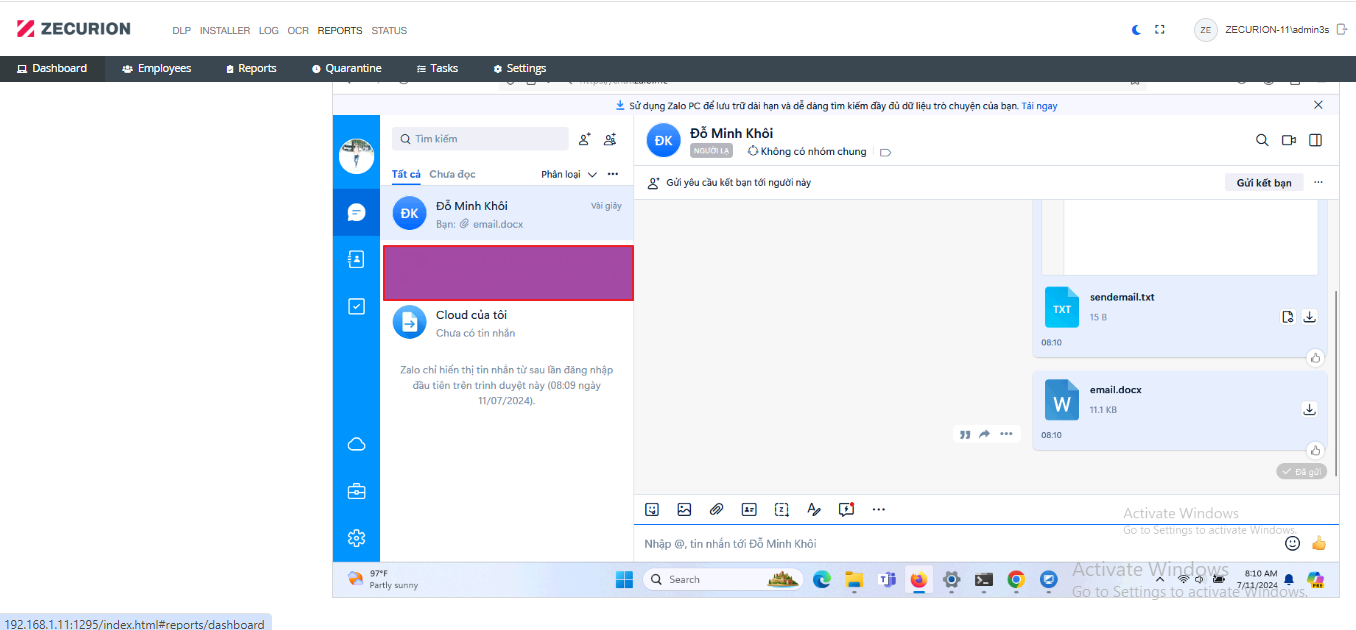 ZECURION
DLP INSTALLER LOG OCR REPORTS STATUS
ZE ZECURION-11\admin3s
Dashboard Employees Reports Quarantine Tasks Settings
Sử dụng Zalo PC để lưu trữ dài hạn và dễ dàng tìm kiếm đầy đủ dữ liệu trò chuyện của bạn. Tải ngay
Tìm kiếm
Tất cả Chưa đọc Phân loại
ĐK Đỗ Minh Khôi Vài giây
Bạn: email.docx
Cloud của tôi
Chưa có tin nhắn
Zalo chỉ hiển thị tin nhắn từ sau lần đăng nhập
đầu tiên trên trình duyệt này (08:09 ngày
11/07/2024).
ĐK Đỗ Minh Khôi
NGƯỜI LẠ Không có nhóm chung
Gửi yêu cầu kết bạn tới người này Gửi kết bạn
TXT sendemail.txt
15 B
08:10
W email.docx
11.1 KB
08:10
Đã gửi
Nhập @, tin nhắn tới Đỗ Minh Khôi
Activate Windows
Go to Settings to activate Windows.
97°F
Partly sunny
Search
8:10 AM
7/11/2024
Activate Windows
Go to Settings to activate Windows.
192.168.1.11:1295/index.html#reports/dashboard